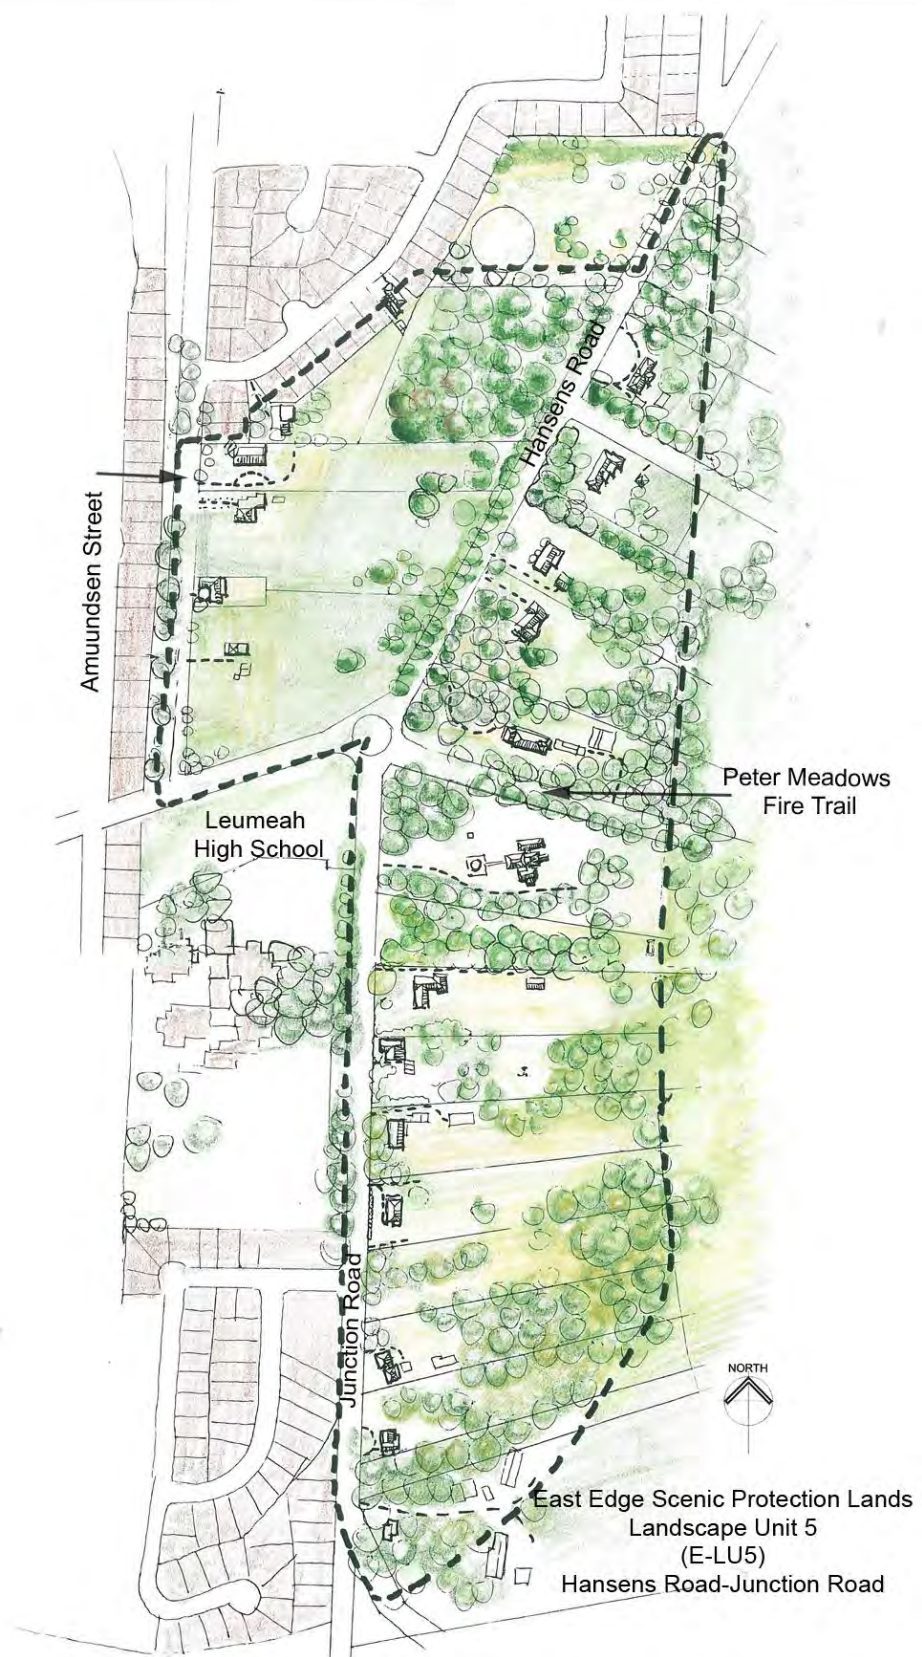 Hansens Road
Amuundsen Street
Peter Meadows
Fire Trail
Leumeah
High School
Junction Road
NORTH
East Edge Scenic Protection Lands
Landscape Unit 5
(E-LU5)
Hansens Road-Junction Road